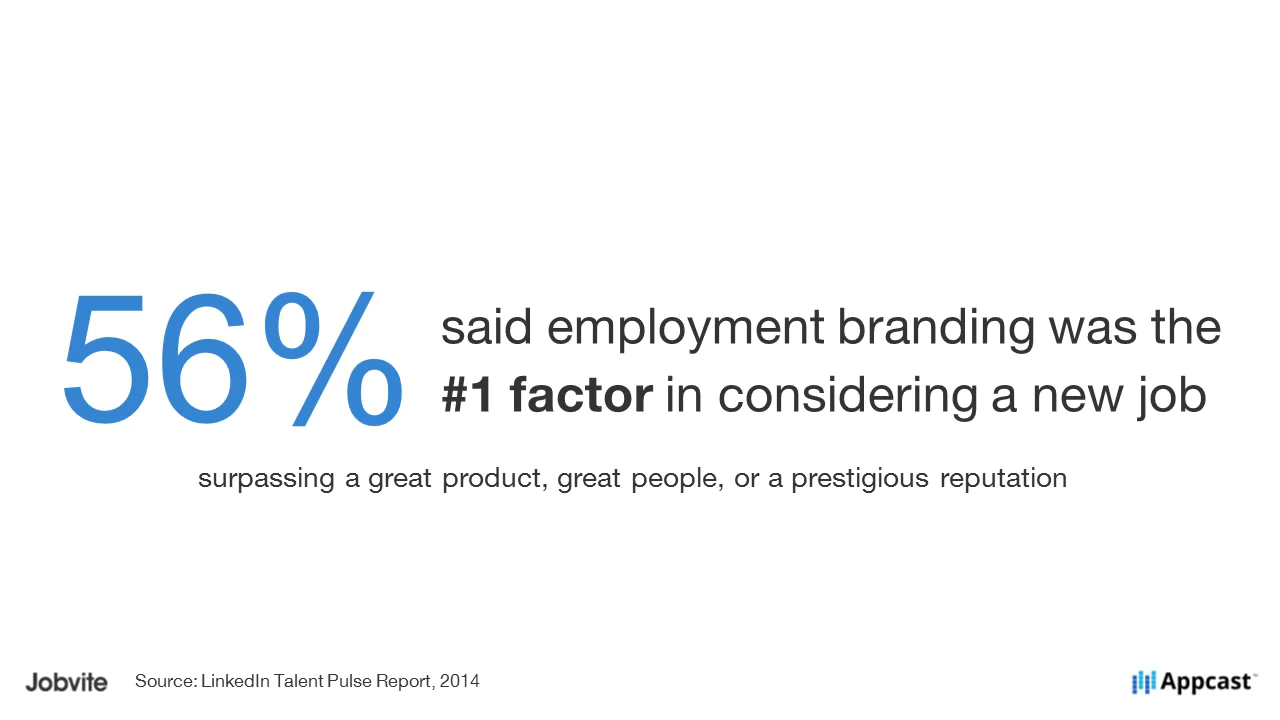 56%
said employment branding was the
#1 factor in considering a new job
surpassing a great product, great people, or a prestigious reputation
Jobvite
Source: LinkedIn Talent Pulse Report, 2014
Appcast™